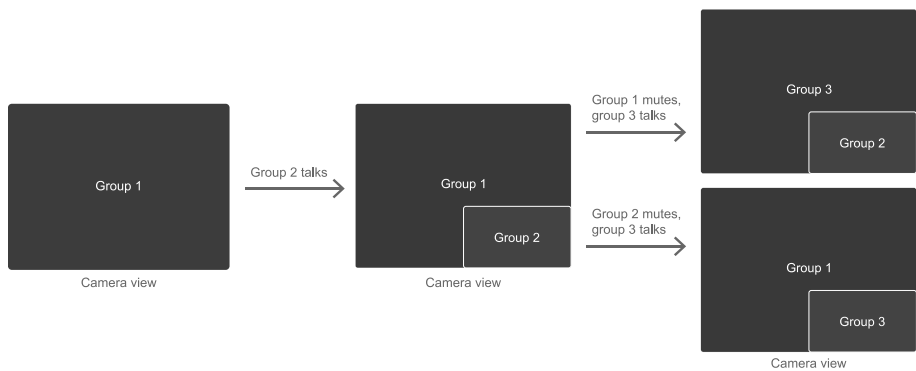 Group 1
Camera view
Group 2 talks
Group 1
Group 2
Camera view
Group 1 mutes,
group 3 talks
Group 3
Group 2
Group 2 mutes,
group 3 talks
Group 1
Group 3
Camera view